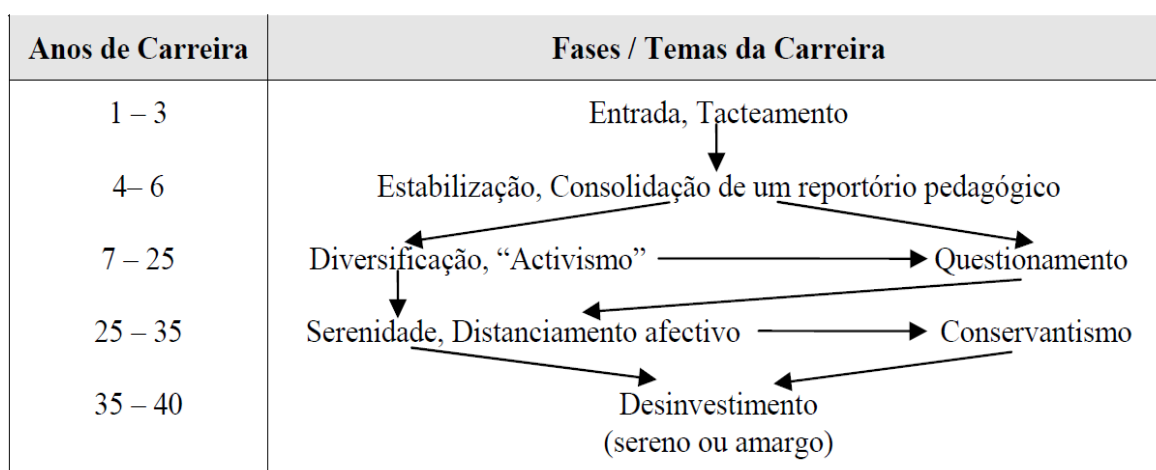 Anos de Carreira Fases / Temas da Carreira
1 – 3 Entrada, Tacteamento
4– 6 Estabilização, Consolidação de um reportório pedagógico
7 – 25 Diversificação, “Activismo” Questionamento
25 – 35 Serenidade, Distanciamento afectivo Conservantismo
35 – 40 Desinvestimento
(sereno ou amargo)